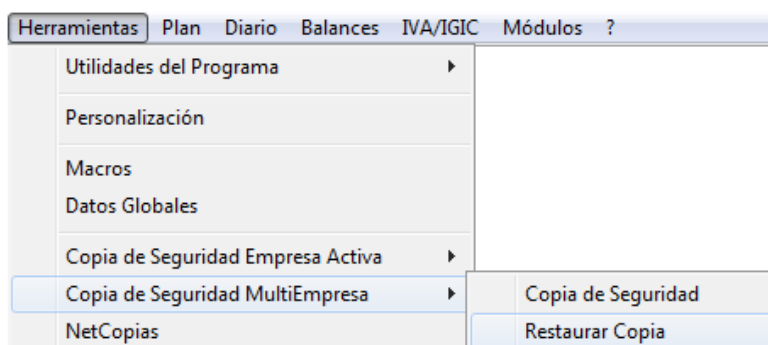 Herramientas Plan Diario Balances IVA/IGIC Módulos ?
Utilidades del Programa
Personalización
Macros
Datos Globales
Copia de Seguridad Empresa Activa
Copia de Seguridad MultiEmpresa Copia de Seguridad
NetCopias Restaurar Copia